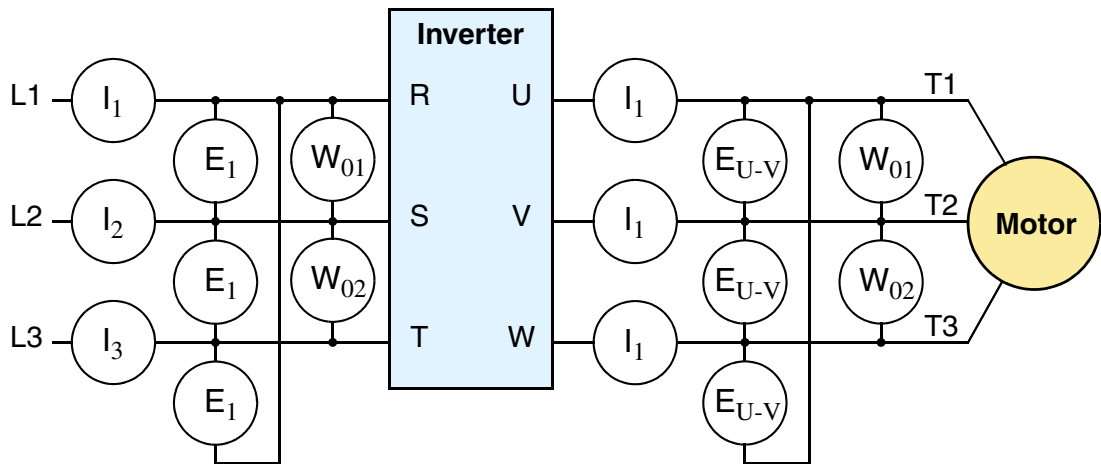 Inverter
L1 I1 R U I1 T1
E1 W01 EU-V W01
L2 I2 S V I1 T2 Motor
E1 W02 EU-V W02
L3 I3 T W I1 T3
E1 EU-V